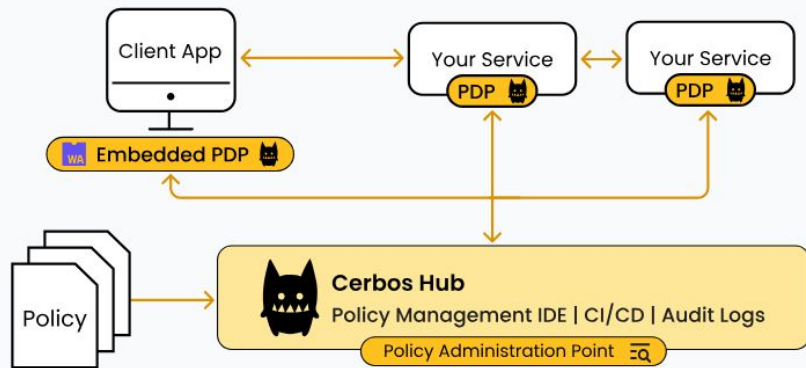 Client App
Your Service
Your Service
PDP
PDP
WA Embedded PDP
Cerbos Hub
Policy Management IDE | CI/CD | Audit Logs
Policy
Policy Administration Point